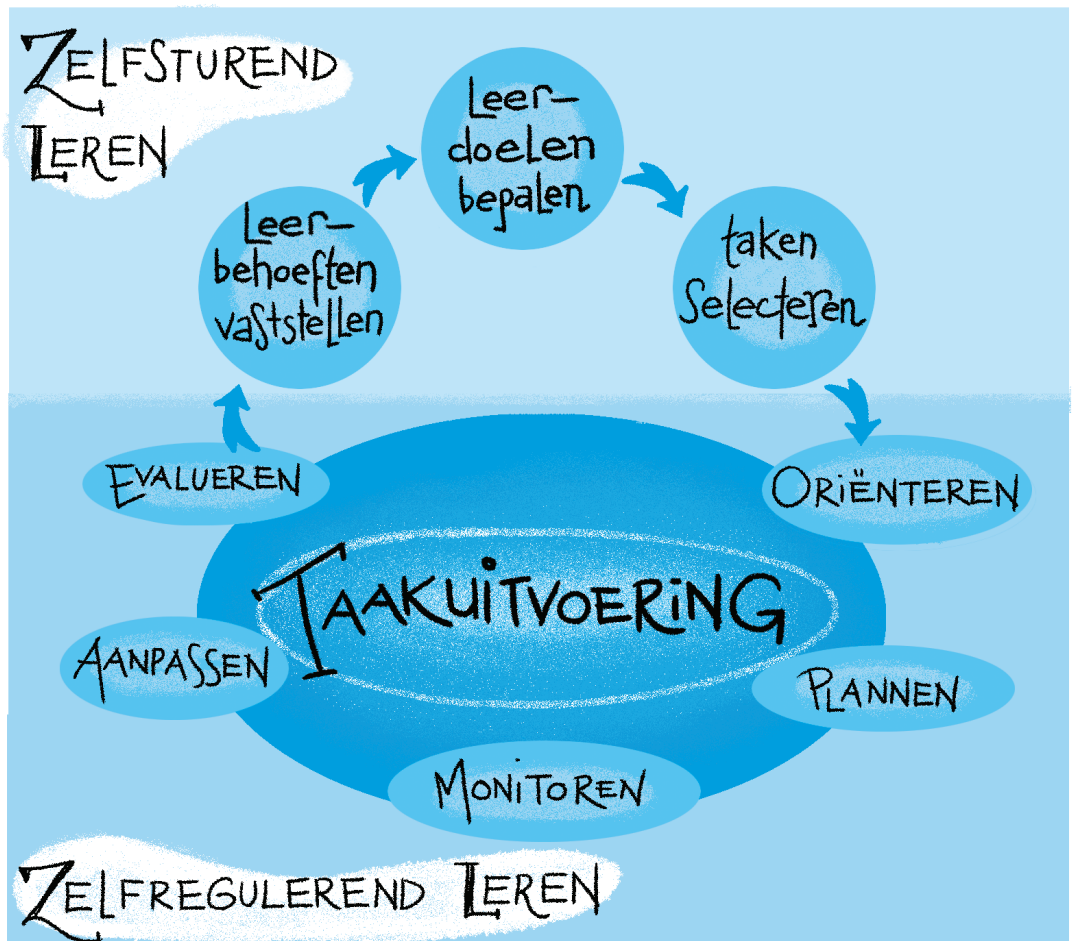 ZELFSTUREND
LEREN
Leer-
doelen
bepalen
Leer-
behoeften
vaststellen
taken
selecteren
EVALUEREN
ORIËNTEREN
TAAKUITVOERING
AANPASSEN
PLANNEN
MONITOREN
ZELFREGULEREND LEREN